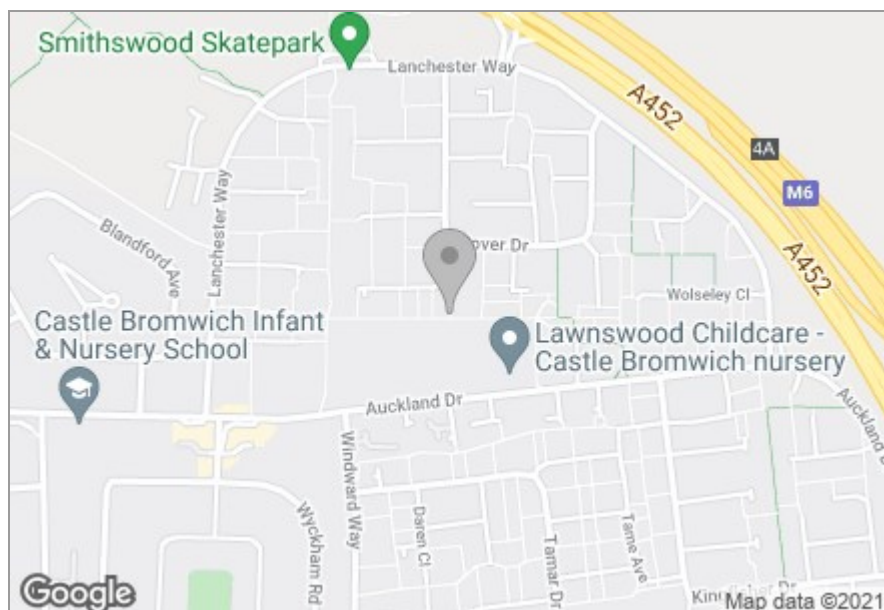 Smithswood Skatepark
Lanchester Way
A452
4A
M6
Blandford Ave
Lanchester Way
over Dr
A452
Wolseley Cl
Castle Bromwich Infant
& Nursery School
Lawnswood Childcare -
Castle Bromwich nursery
Auckland Dr
Auckland
Windward Way
Wyckham Rd
Daren Cl
Tamar Dr
Tame Ave
Dr
Google
Map data ©2021